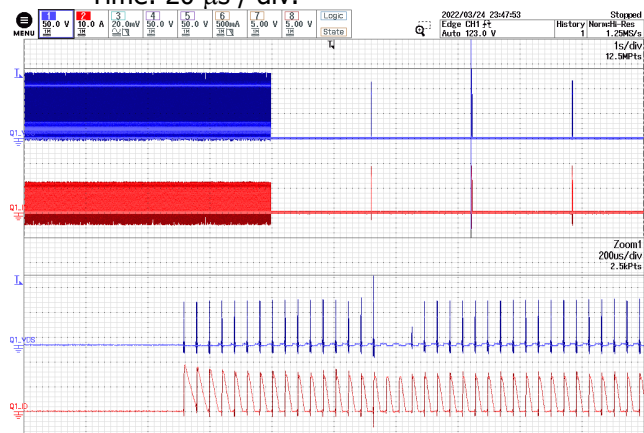 Time: 20 μs / div.
MENU
1 50.0 V 1M
2 10.0 A 1M
3 20.0mV 1M
4 50.0 V 1M
5 50.0 V 1M
6 500mA 1M
7 5.00 V 1M
8 5.00 V 1M
Logic
State
2022/03/24 23:47:53
Edge CH1
Auto 123.0 V
Stopped
History
1
Norm:Hi-Res
1.25MS/s
1s/div
12.5MPts
Q1_VDS
Zoom1
200us/div
2.5kPts
Q1_VDS
Q1_ID